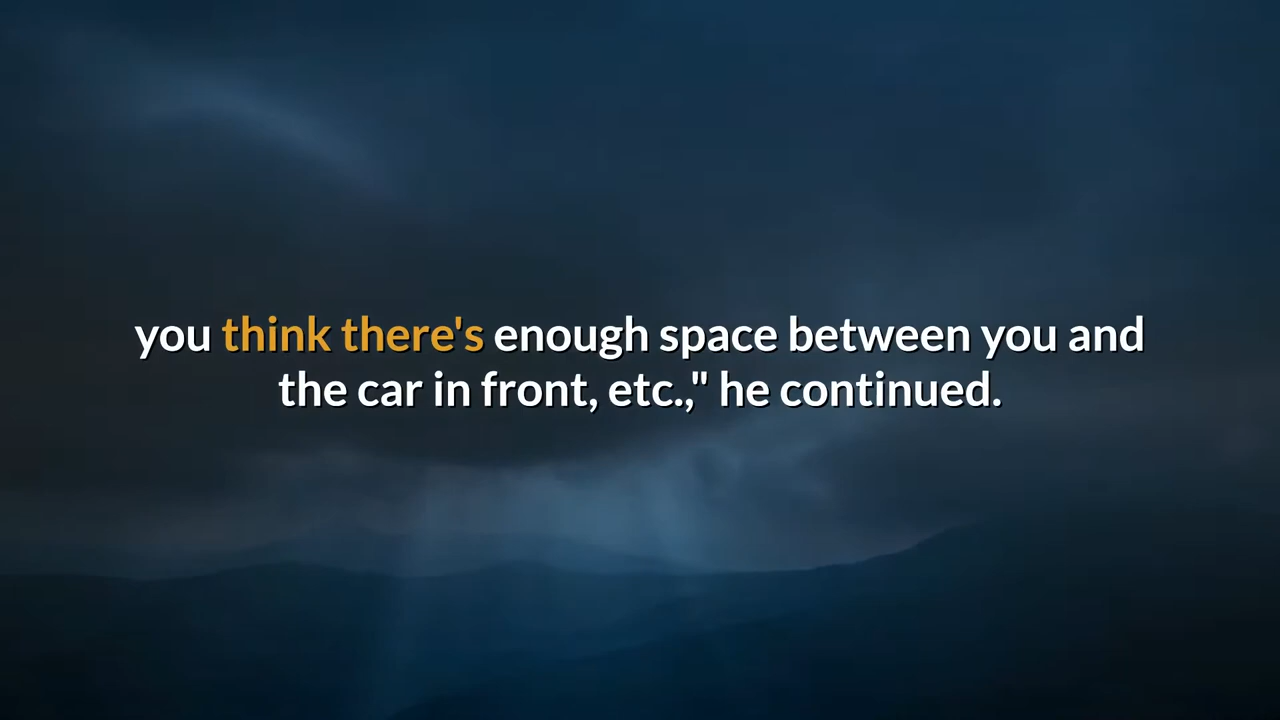 you think there's enough space between you and
the car in front, etc.," he continued.